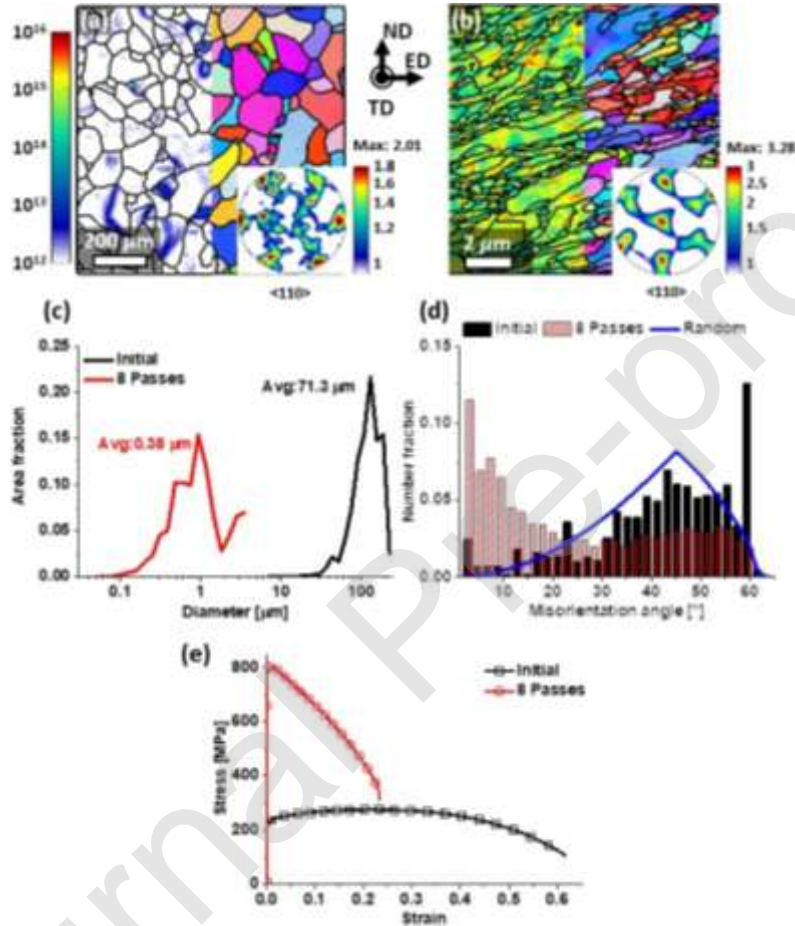 (a)
(b)
10¹⁶
10¹⁵
10¹⁴
10¹³
10¹²
ND
ED
TD
Max: 2.01
1.8
1.6
1.4
1.2
1
200 μm
<110>
Max: 3.28
3
2.5
2
1.5
1
2 μm
<110>
(c)
Initial
8 Passes
Avg:71.3 μm
Avg:0.38 μm
Area fraction
0.25
0.20
0.15
0.10
0.05
0.00
0.1
1
10
100
Diameter [μm]
(d)
Initial
8 Passes
Random
Number fraction
0.15
0.10
0.05
0.00
10
20
30
40
50
60
Misorientation angle [°]
(e)
Initial
8 Passes
Stress [MPa]
800
600
400
200
0
0.0
0.1
0.2
0.3
0.4
0.5
0.6
Strain
urnal Pre-pro